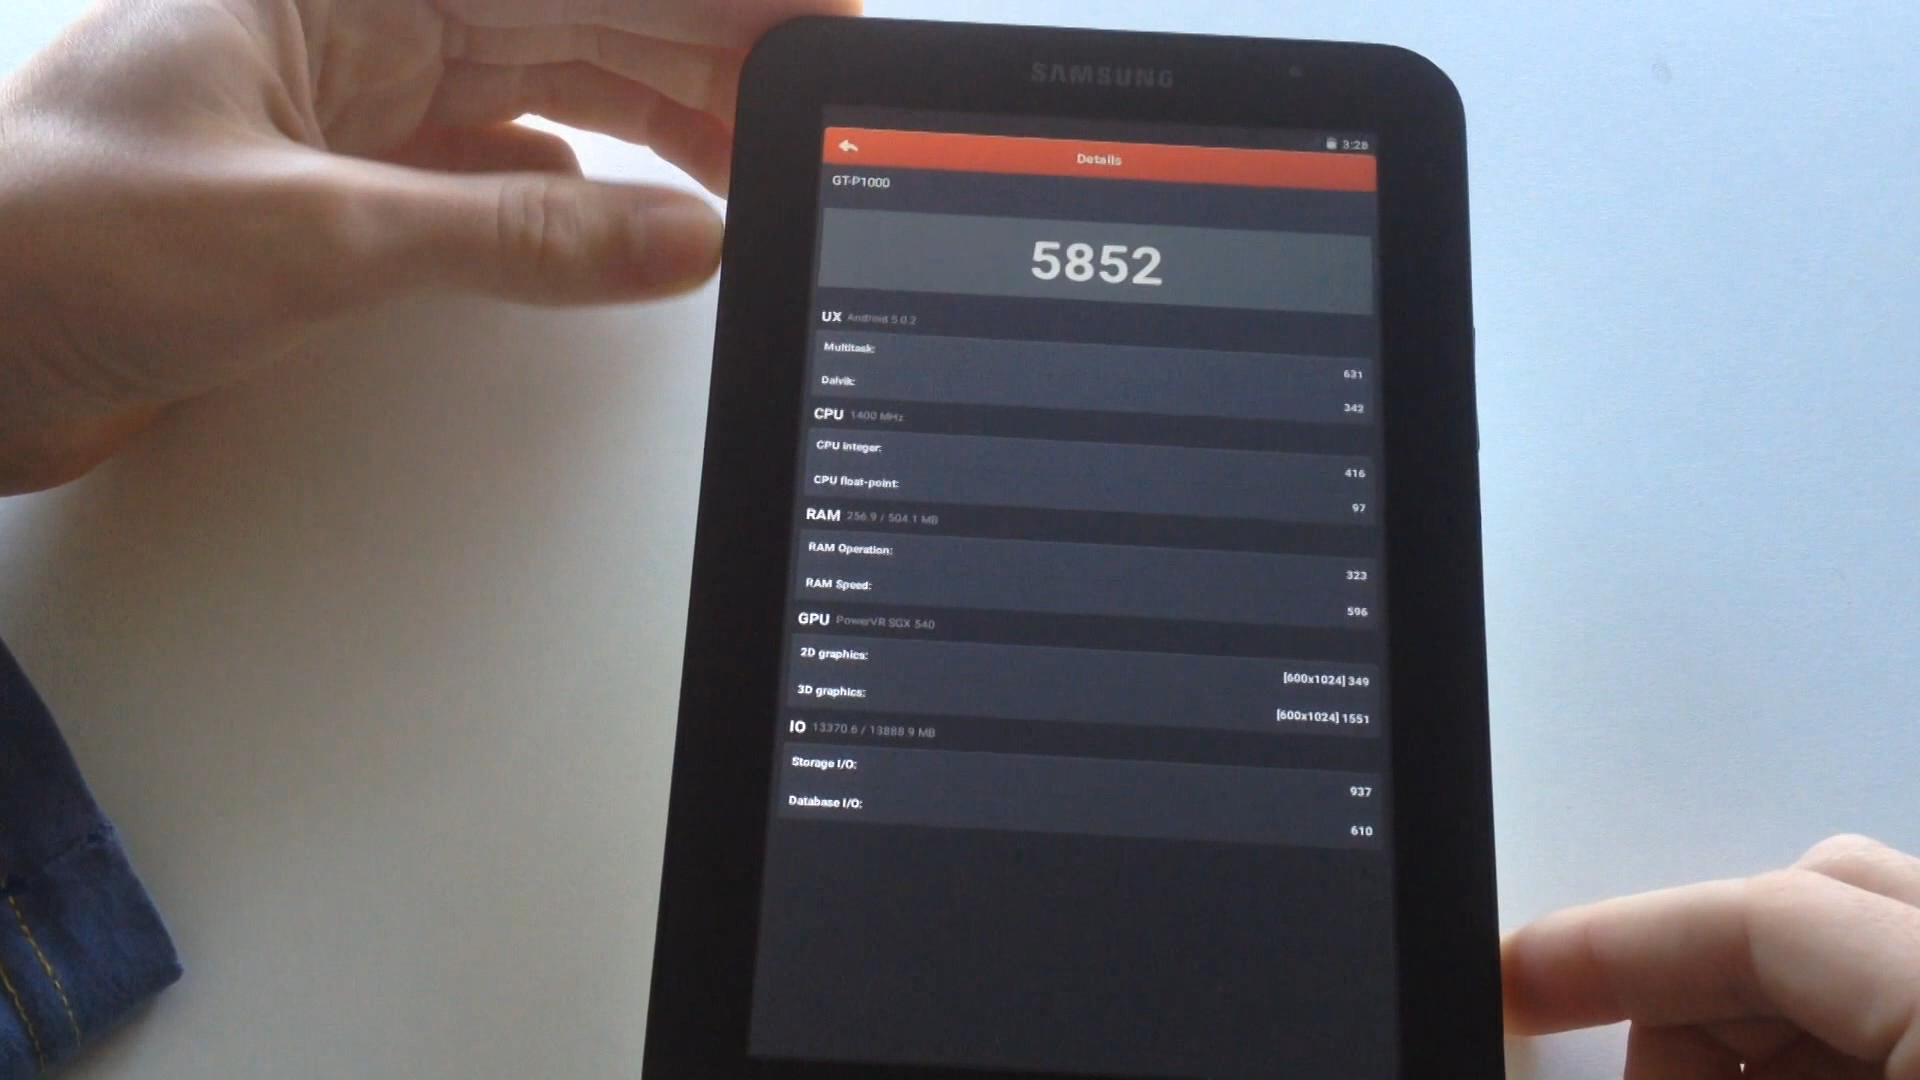 SAMSUNG
3:28
Details
GT-P1000
5852
UX Android 5.0.2
Multitask: 631
Dalvik: 342
CPU 1400 MHz
CPU integer: 416
CPU float-point: 97
RAM 256.9 / 504.1 MB
RAM Operation: 323
RAM Speed: 596
GPU PowerVR SGX 540
2D graphics: [600x1024] 349
3D graphics: [600x1024] 1551
IO 13370.6 / 13888.9 MB
Storage I/O: 937
Database I/O: 610